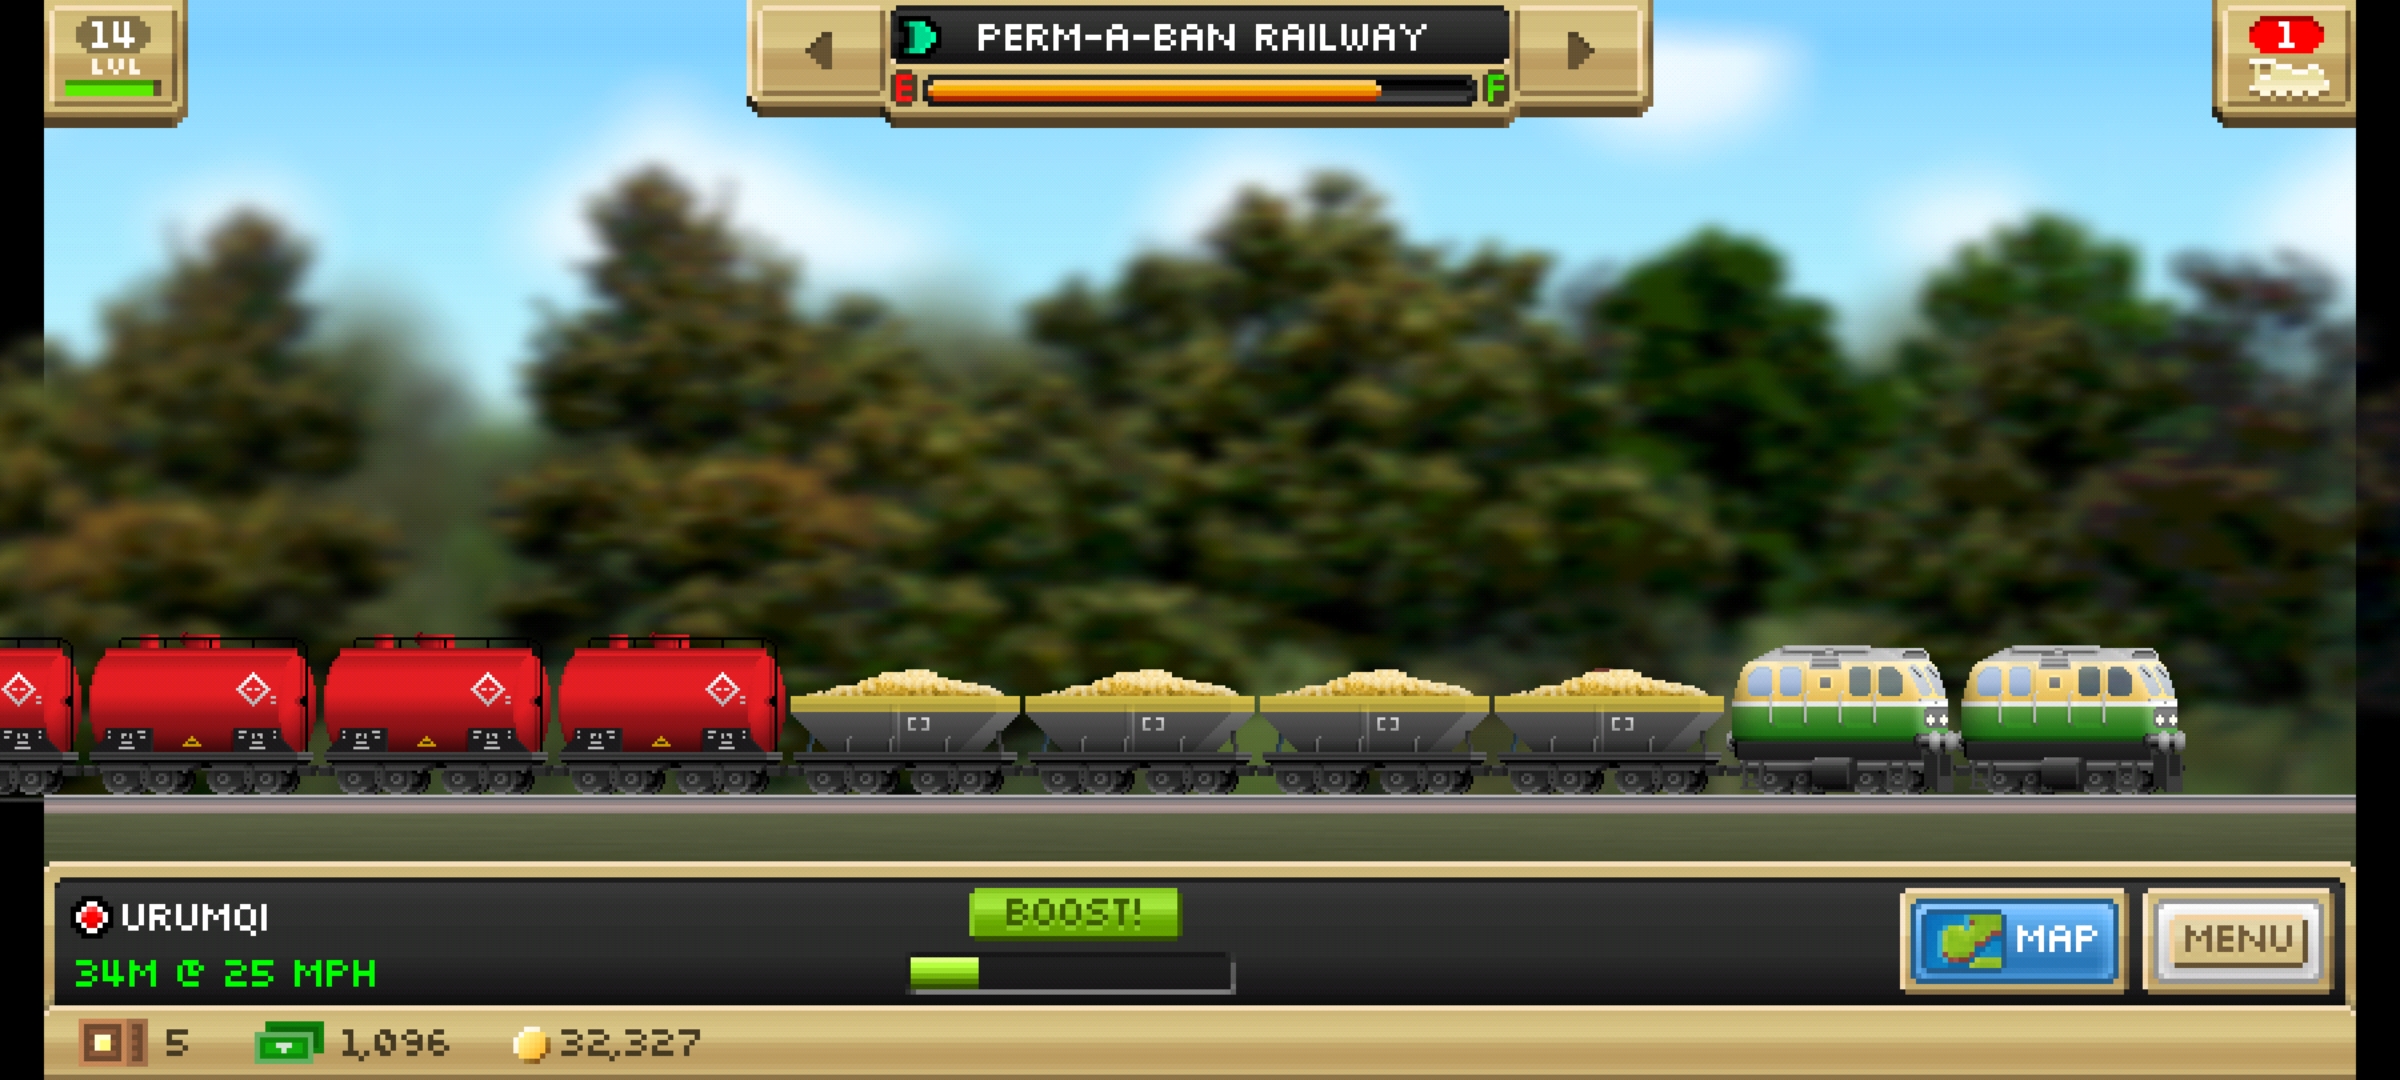 14
LVL
PERM-A-BAN RAILWAY
E F
1
URUMQI
34M @ 25 MPH
BOOST!
MAP
MENU
5
1,096
32,327